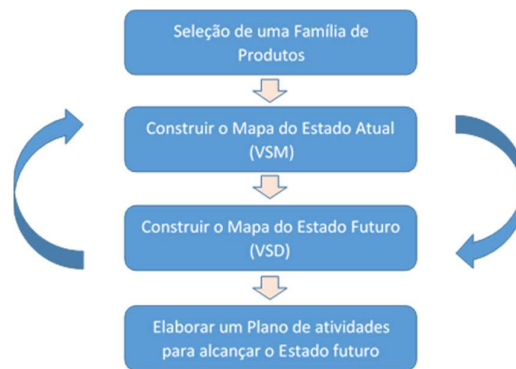 Seleção de uma Família de
Produtos
Construir o Mapa do Estado Atual
(VSM)
Construir o Mapa do Estado Futuro
(VSD)
Elaborar um Plano de atividades
para alcançar o Estado futuro